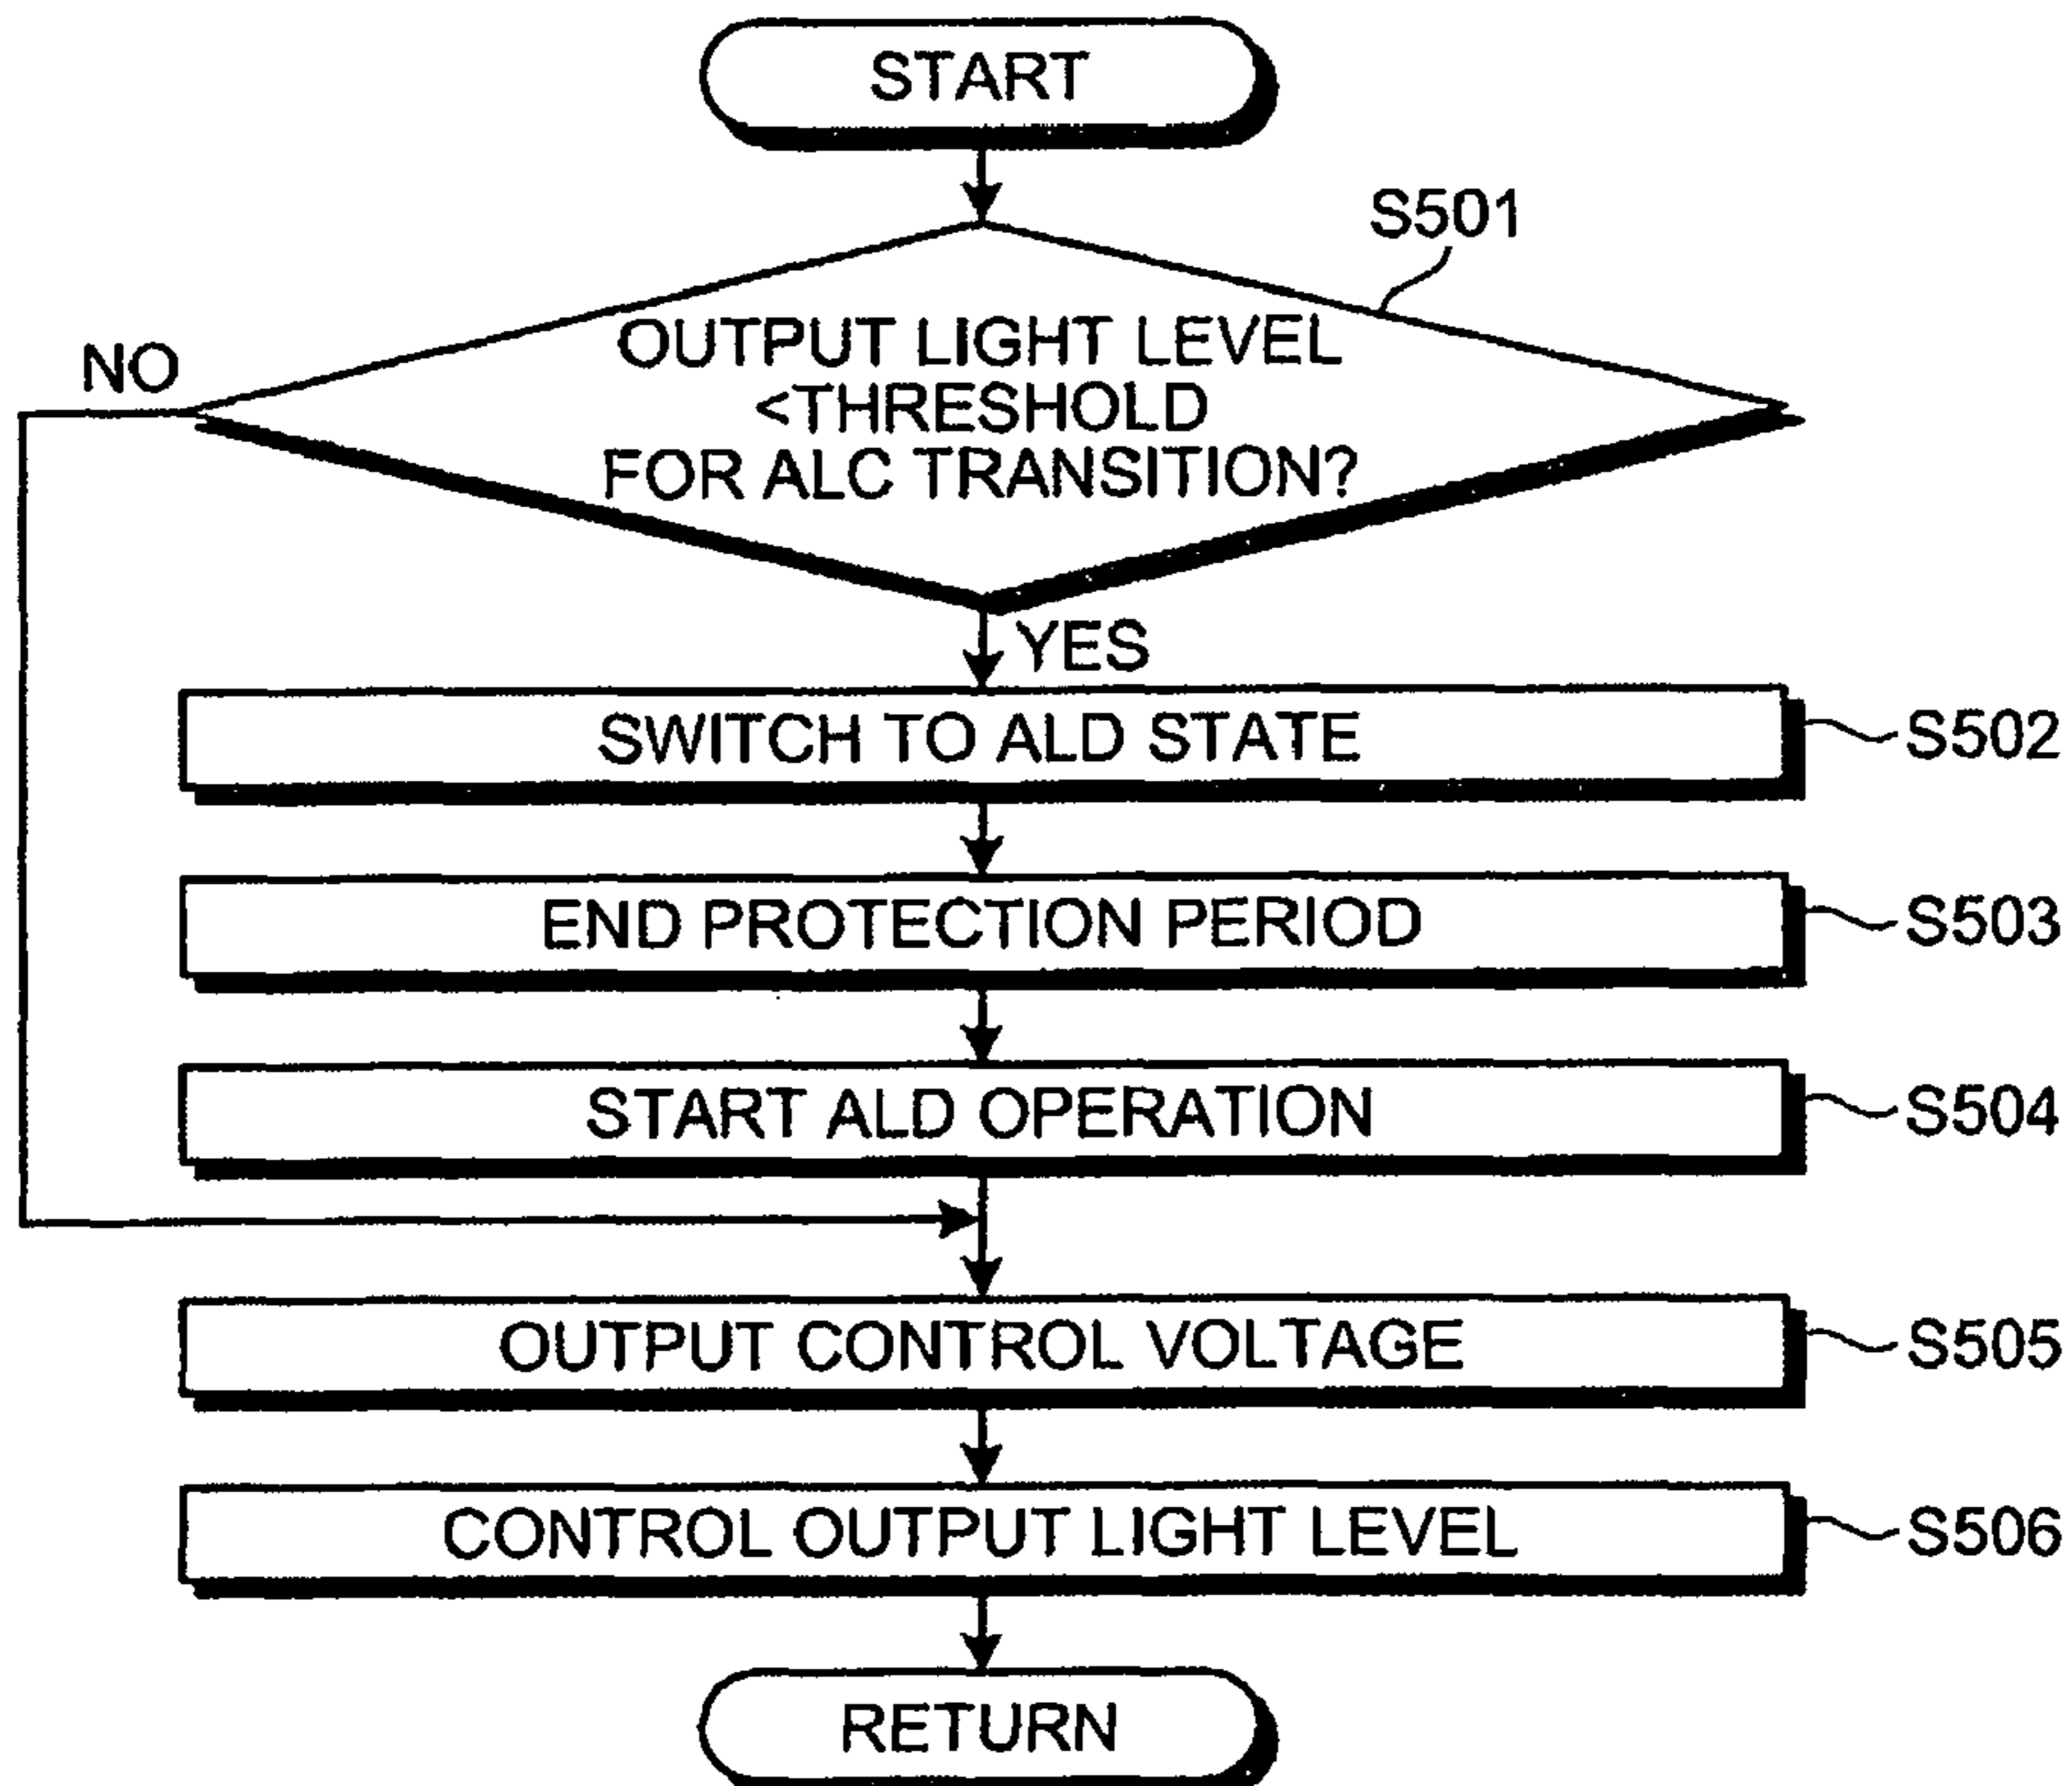 START
S501
OUTPUT LIGHT LEVEL
<THRESHOLD
FOR ALC TRANSITION?
NO
YES
SWITCH TO ALD STATE
S502
END PROTECTION PERIOD
S503
START ALD OPERATION
S504
OUTPUT CONTROL VOLTAGE
S505
CONTROL OUTPUT LIGHT LEVEL
S506
RETURN